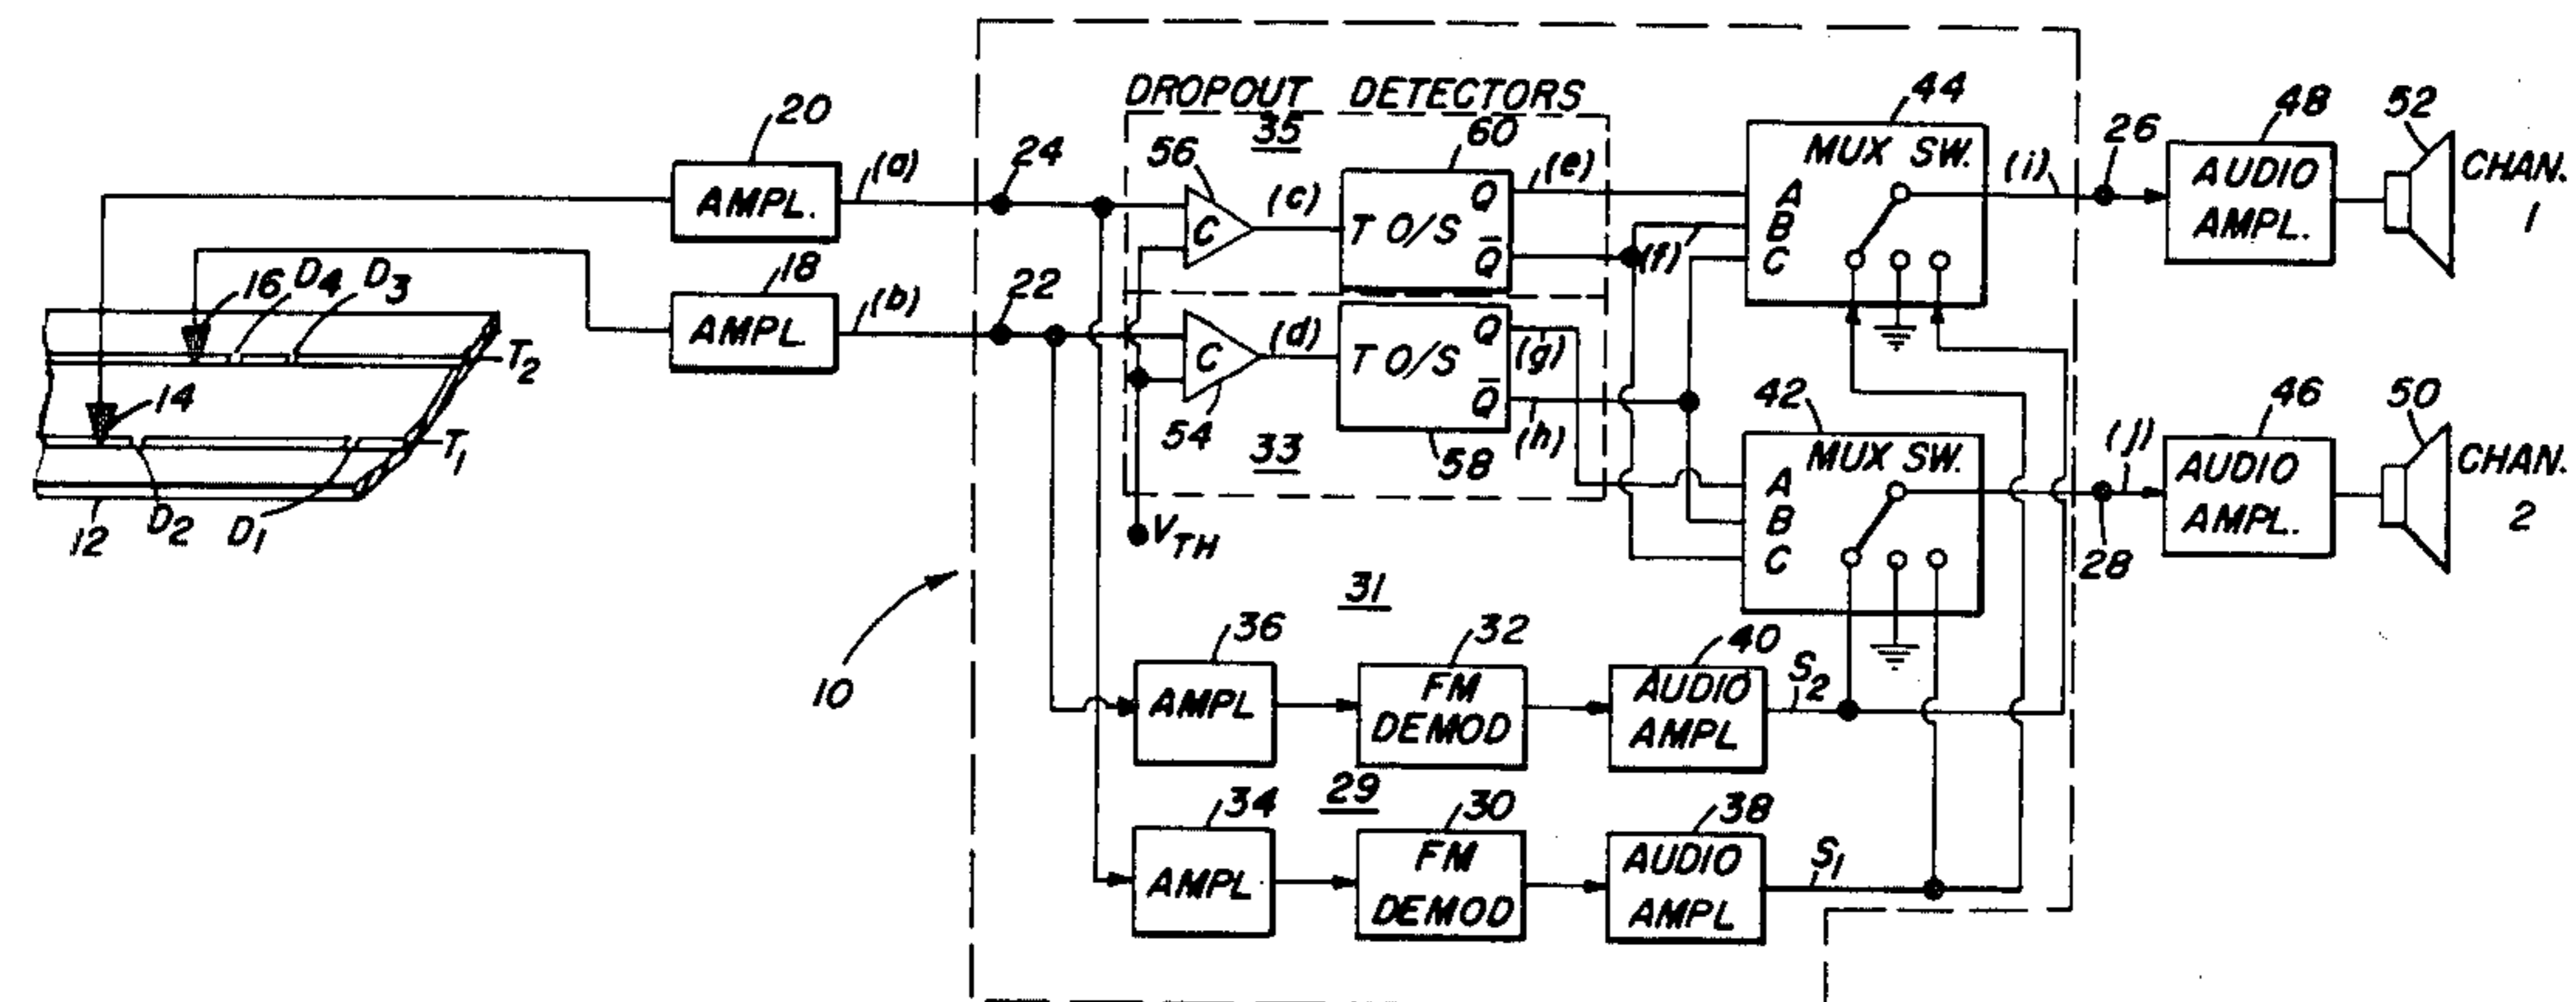 DROPOUT DETECTORS
35
60
56
(c)
T O/S
Q
Q̄
C
(e)
(f)
20
AMPL.
(a)
24
18
AMPL.
(b)
22
44
MUX SW.
A
B
C
(i)
26
48
AUDIO
AMPL.
52
CHAN.
1
16
D4
D3
T2
14
T1
12
D2
D1
C
(d)
54
33
T O/S
Q
Q̄
58
(g)
(h)
VTH
42
MUX SW.
A
B
C
(j)
28
46
AUDIO
AMPL.
50
CHAN.
2
10
31
36
AMPL
32
FM
DEMOD
40
AUDIO
AMPL
S2
29
34
AMPL
30
FM
DEMOD
38
AUDIO
AMPL
S1